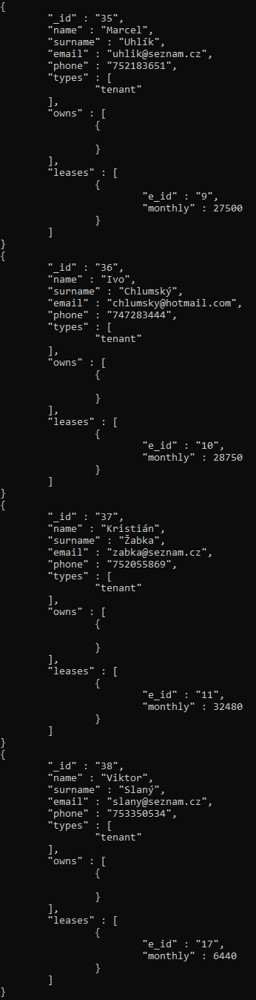 {
"_id" : "35",
"name" : "Marcel",
"surname" : "Uhlík",
"email" : "uhlik@seznam.cz",
"phone" : "752183651",
"types" : [
"tenant"
],
"owns" : [
{
}
],
"leases" : [
{
"e_id" : "9",
"monthly" : 27500
}
]
}
{
"_id" : "36",
"name" : "Ivo",
"surname" : "Chlumský",
"email" : "chlumsky@hotmail.com",
"phone" : "747283444",
"types" : [
"tenant"
],
"owns" : [
{
}
],
"leases" : [
{
"e_id" : "10",
"monthly" : 28750
}
]
}
{
"_id" : "37",
"name" : "Kristián",
"surname" : "Žabka",
"email" : "zabka@seznam.cz",
"phone" : "752055869",
"types" : [
"tenant"
],
"owns" : [
{
}
],
"leases" : [
{
"e_id" : "11",
"monthly" : 32480
}
]
}
{
"_id" : "38",
"name" : "Viktor",
"surname" : "Slaný",
"email" : "slany@seznam.cz",
"phone" : "753350534",
"types" : [
"tenant"
],
"owns" : [
{
}
],
"leases" : [
{
"e_id" : "17",
"monthly" : 6440
}
]
}